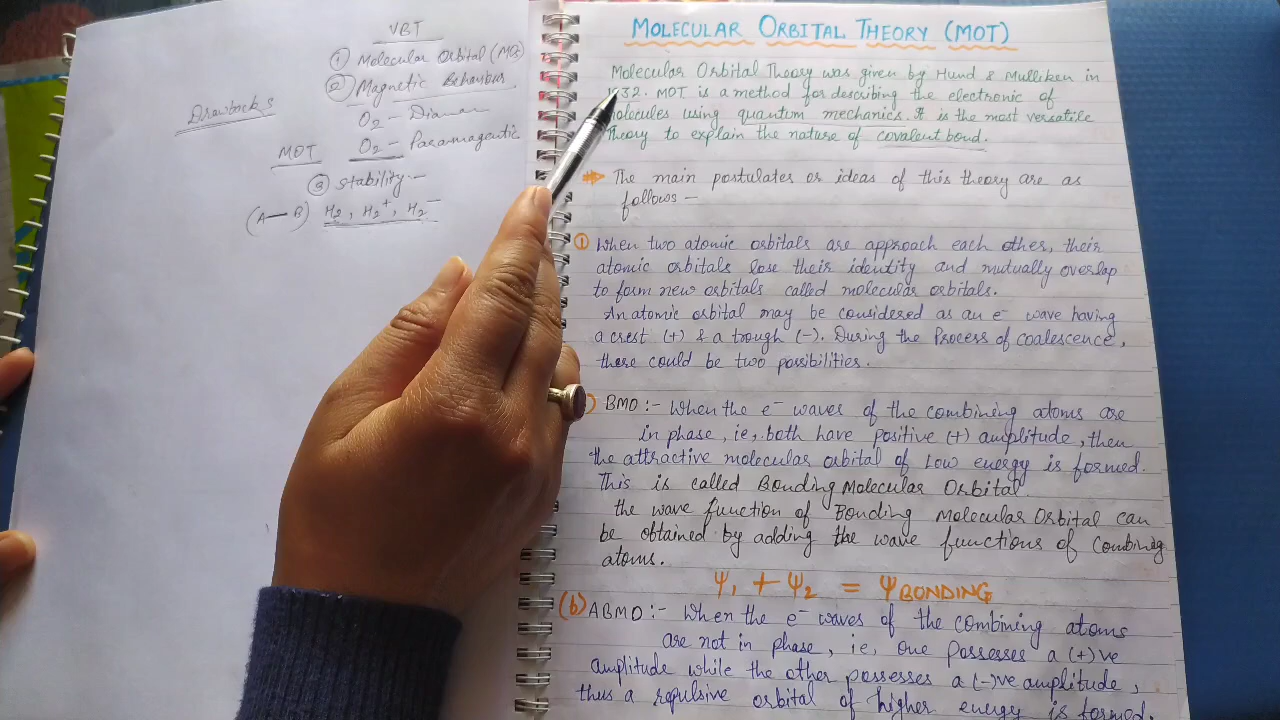 VBT
① Molecular Orbital (MOs)
② Magnetic Behaviour
Drawbacks
O₂ - Diama
O₂ - Paramagnetic
MOT
ⓐ stability -
(A — B) H₂, H₂⁺, H₂⁻
MOLECULAR ORBITAL THEORY (MOT)
Molecular Orbital Theory was given by Hund & Mulliken in
1932. MOT is a method for describing the electronic of
molecules using quantum mechanics. It is the most versatile
Theory to explain the nature of covalent bond.
The main postulates or ideas of this theory are as
follows -
① When two atomic orbitals are approach each other, their
atomic orbitals lose their identity and mutually overlap
to form new orbitals called molecular orbitals.
An atomic orbital may be considered as an e⁻ wave having
a crest (+) & a trough (-). During the Process of coalescence,
there could be two possibilities.
) BMO :- When the e⁻ waves of the combining atoms are
in phase, ie, both have positive (+) amplitude, then
the attractive molecular orbital of Low energy is formed.
This is called Bonding Molecular Orbital.
the wave function of Bonding Molecular Orbital can
be obtained by adding the wave functions of combining
atoms.
Ψ₁ + Ψ₂ = Ψ BONDING
(b) ABMO :- When the e⁻ waves of the combining atoms
are not in phase, ie, one possesses a (+)ve
amplitude while the other possesses a (-)ve amplitude,
thus a repulsive orbital of higher energy is formed.